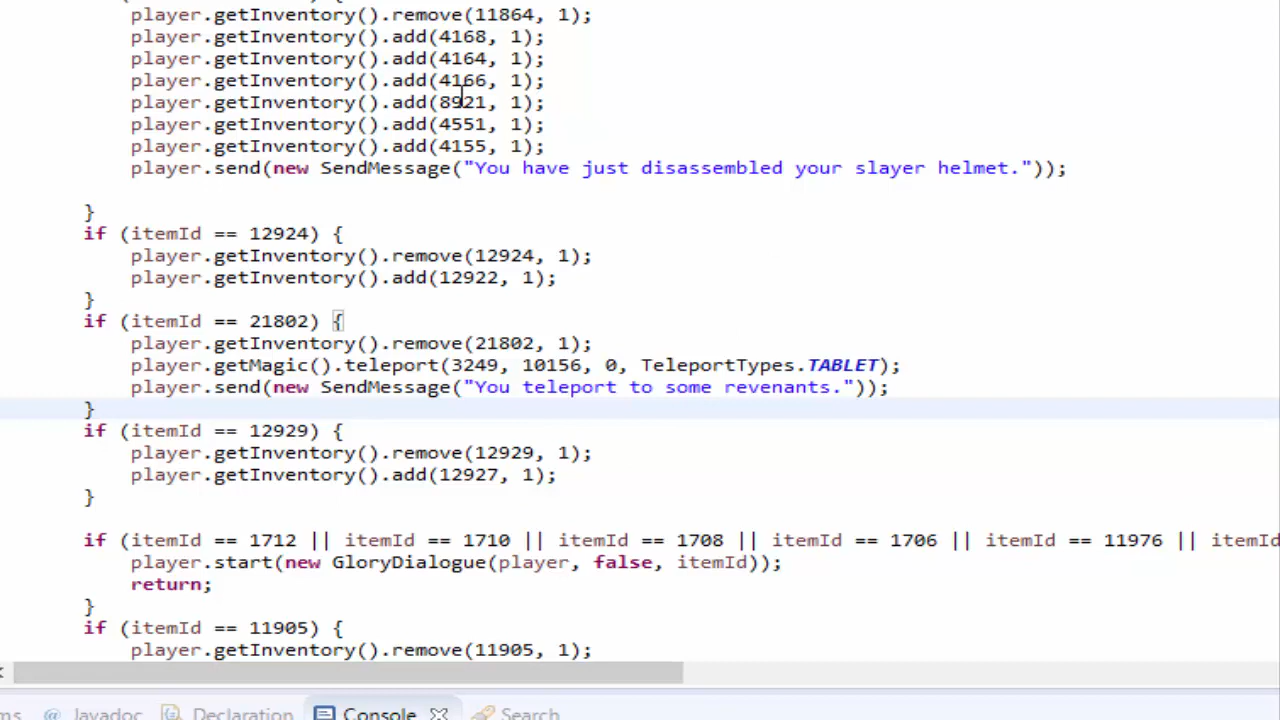 player.getInventory().remove(11864, 1);
player.getInventory().add(4168, 1);
player.getInventory().add(4164, 1);
player.getInventory().add(4166, 1);
player.getInventory().add(8921, 1);
player.getInventory().add(4551, 1);
player.getInventory().add(4155, 1);
player.send(new SendMessage("You have just disassembled your slayer helmet."));
}
if (itemId == 12924) {
player.getInventory().remove(12924, 1);
player.getInventory().add(12922, 1);
}
if (itemId == 21802) {
player.getInventory().remove(21802, 1);
player.getMagic().teleport(3249, 10156, 0, TeleportTypes.TABLET);
player.send(new SendMessage("You teleport to some revenants."));
}
if (itemId == 12929) {
player.getInventory().remove(12929, 1);
player.getInventory().add(12927, 1);
}
if (itemId == 1712 || itemId == 1710 || itemId == 1708 || itemId == 1706 || itemId == 11976 || itemId
player.start(new GloryDialogue(player, false, itemId));
return;
}
if (itemId == 11905) {
player.getInventory().remove(11905, 1);
ms @ Javadoc Declaration Console Search